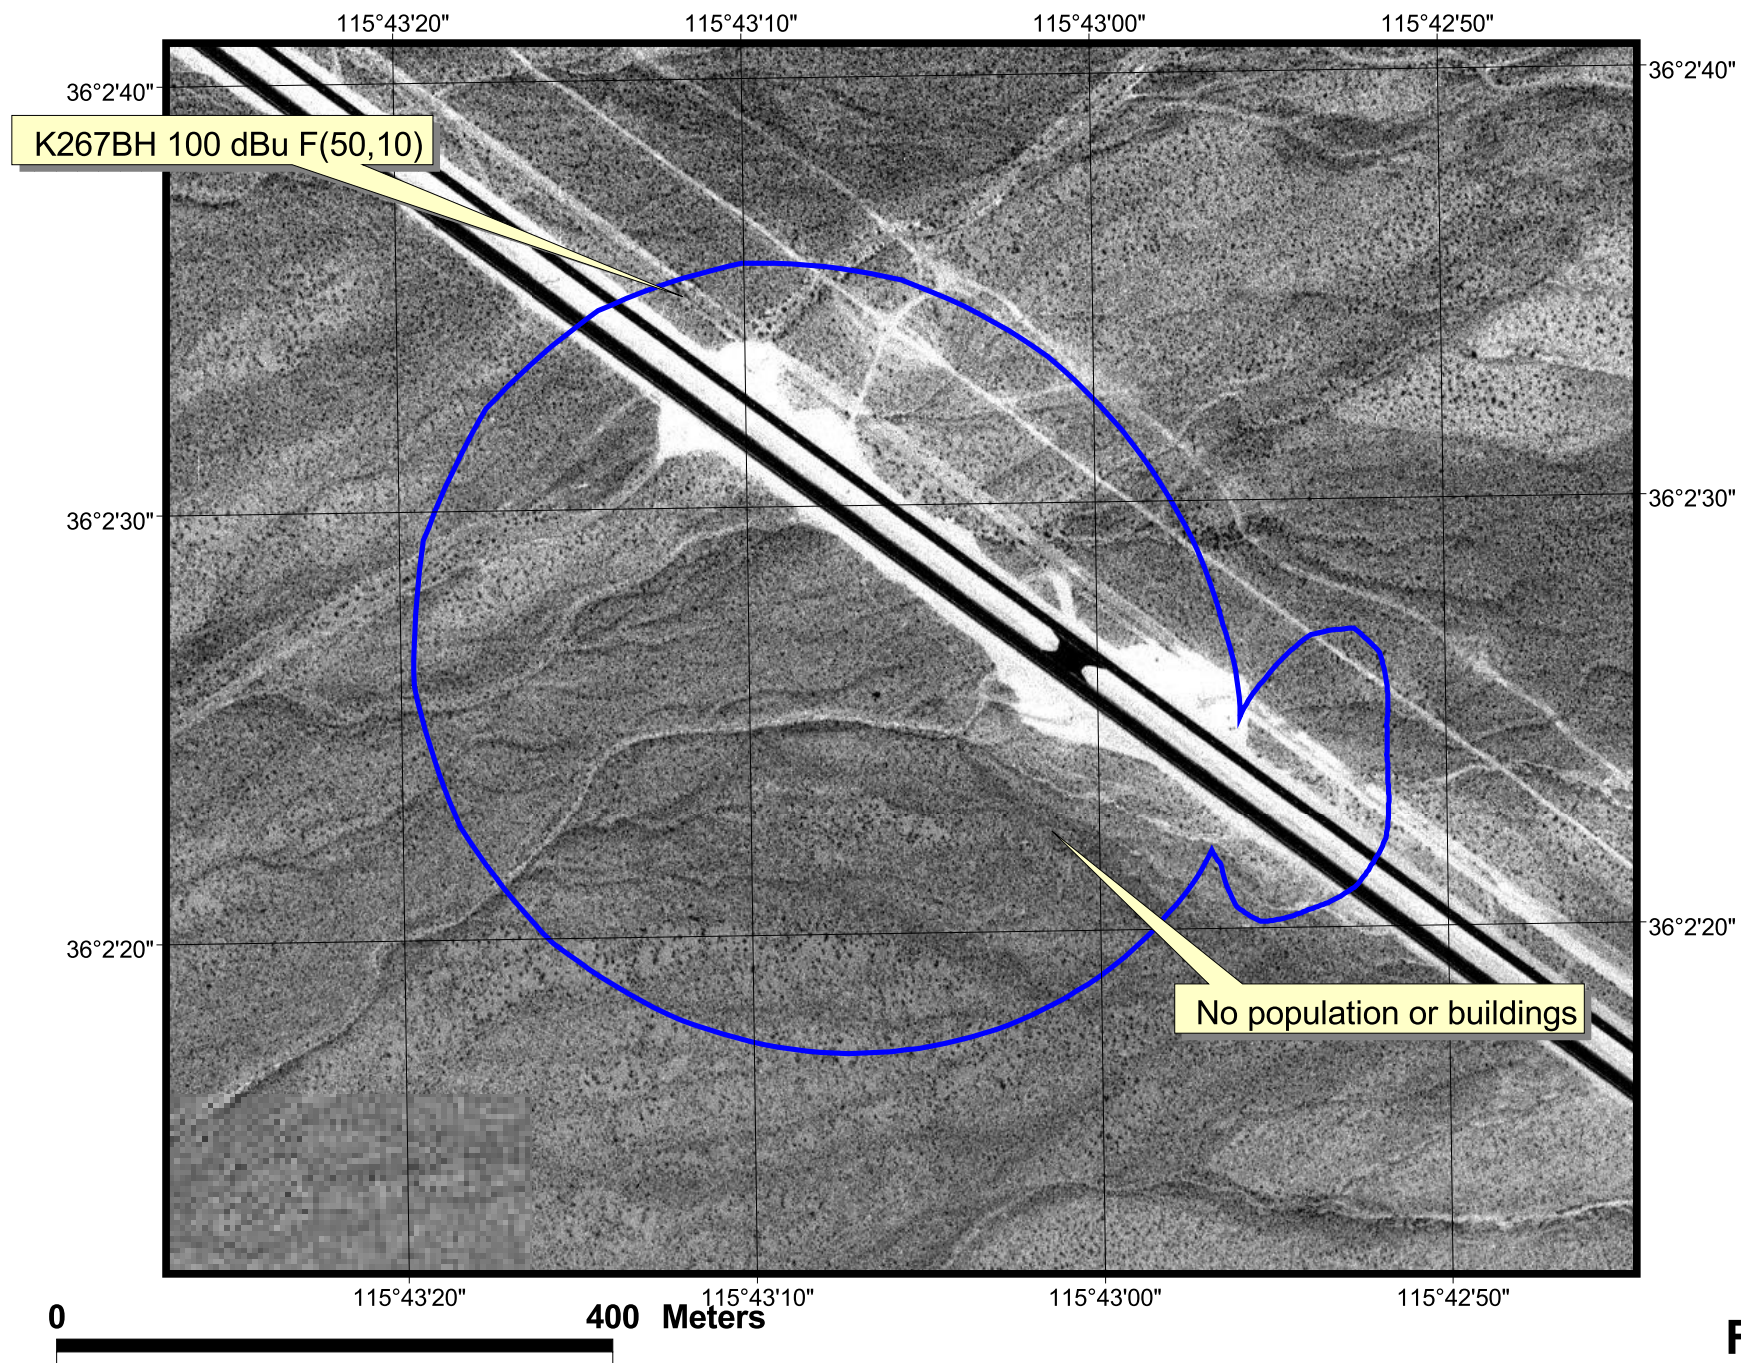 115°43'20" 115°43'10" 115°43'00" 115°42'50"
36°2'40" 36°2'40"
K267BH 100 dBu F(50,10)
36°2'30" 36°2'30"
36°2'20" 36°2'20"
No population or buildings
115°43'20" 115°43'10" 115°43'00" 115°42'50"
0 400 Meters